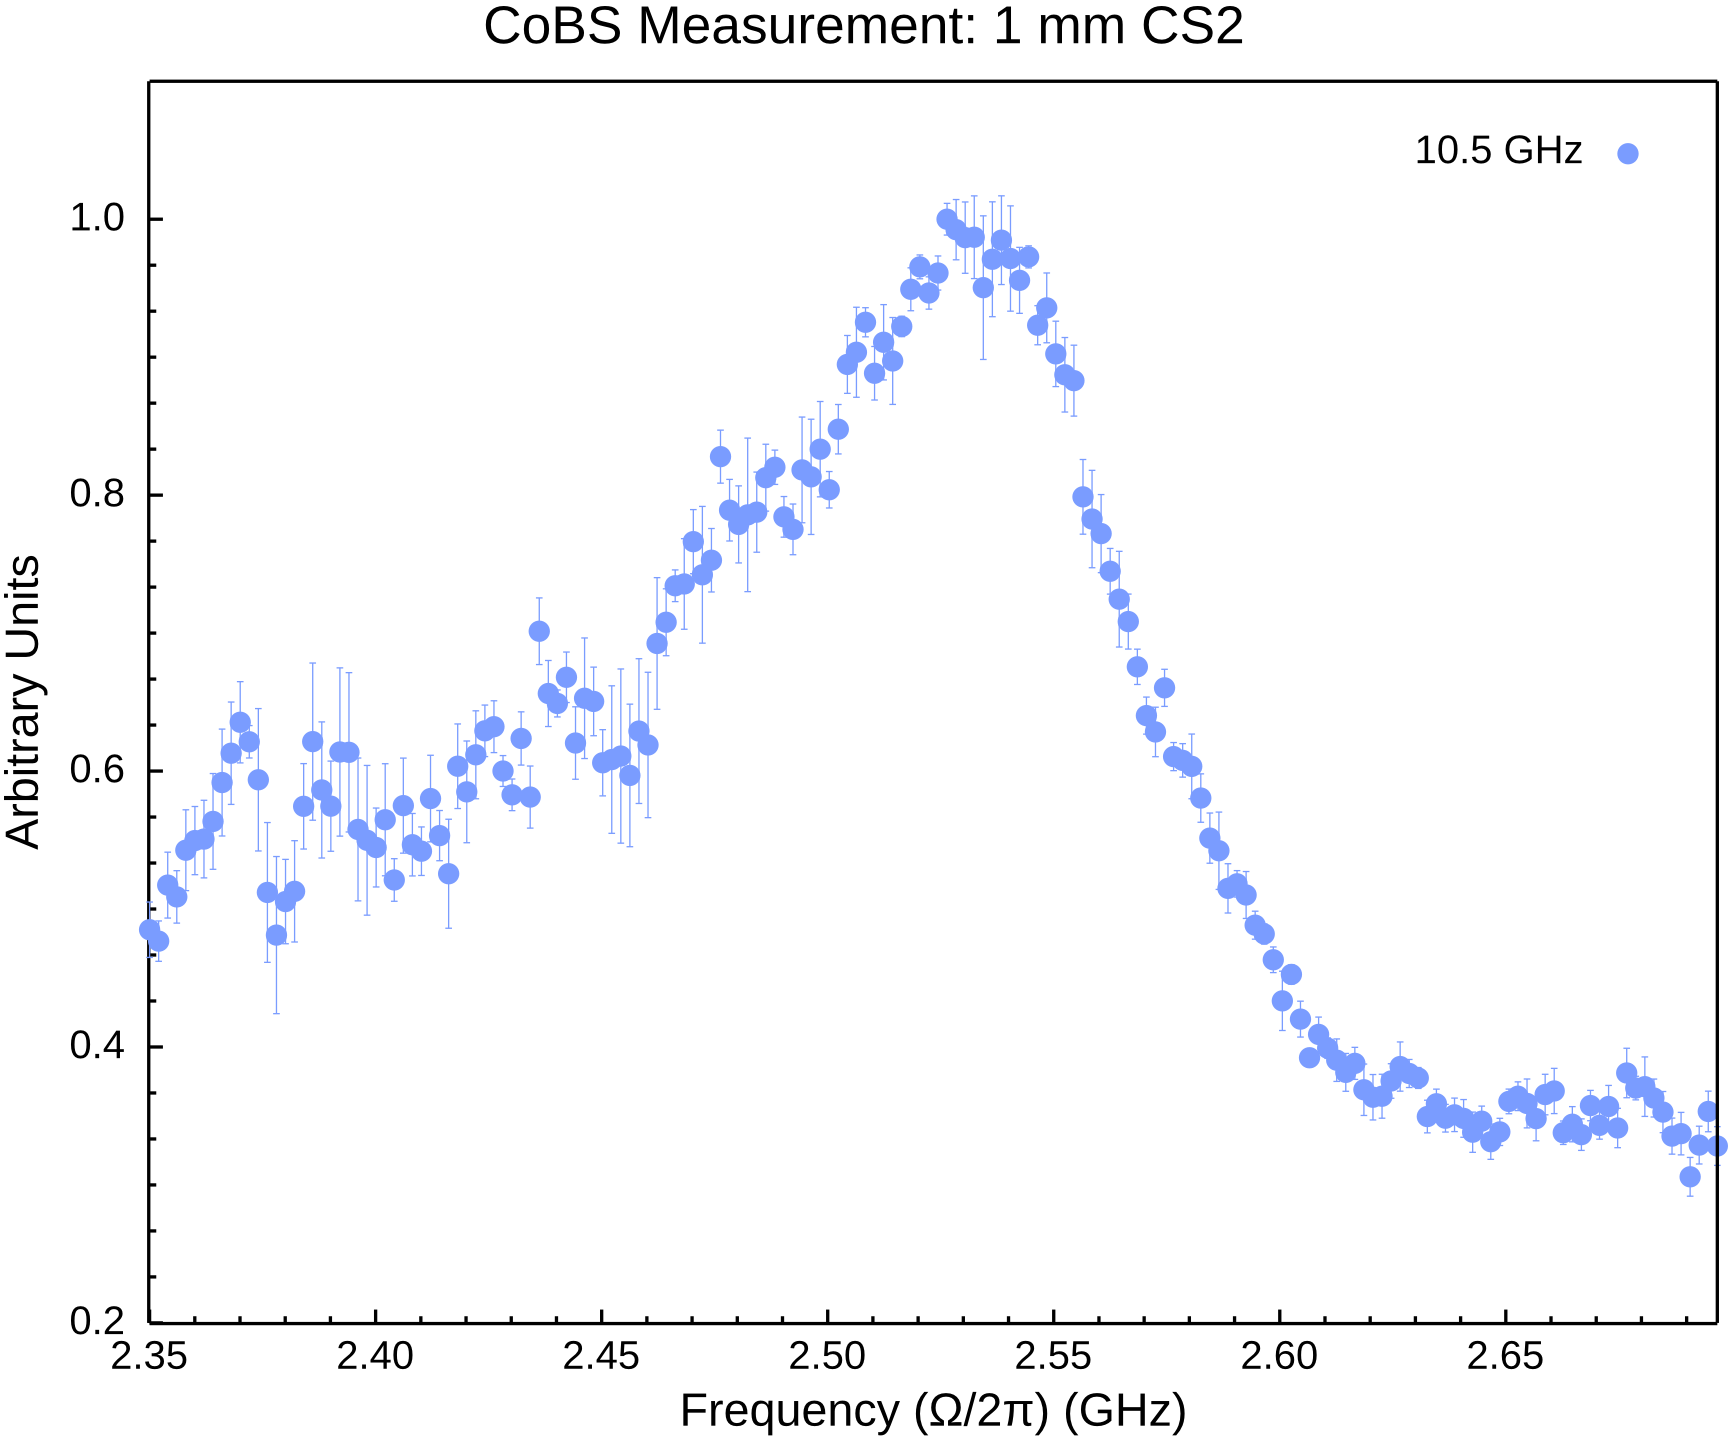 CoBS Measurement: 1 mm CS2
10.5 GHz
1.0
0.8
0.6
0.4
0.2
Arbitrary Units
2.35 2.40 2.45 2.50 2.55 2.60 2.65
Frequency (Ω/2π) (GHz)